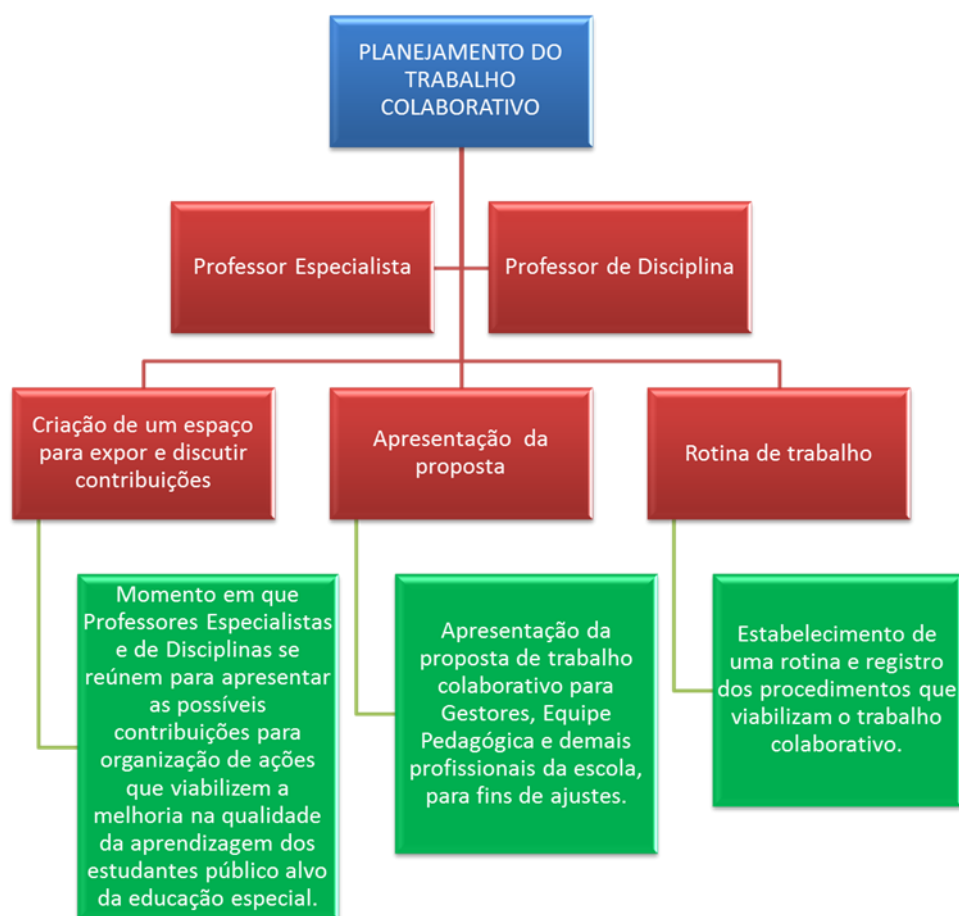 PLANEJAMENTO DO
TRABALHO
COLABORATIVO
Professor Especialista
Professor de Disciplina
Criação de um espaço
para expor e discutir
contribuições
Apresentação da
proposta
Rotina de trabalho
Momento em que
Professores Especialistas
e de Disciplinas se
reúnem para apresentar
as possíveis
contribuições para
organização de ações
que viabilizem a
melhoria na qualidade
da aprendizagem dos
estudantes público alvo
da educação especial.
Apresentação da
proposta de trabalho
colaborativo para
Gestores, Equipe
Pedagógica e demais
profissionais da escola,
para fins de ajustes.
Estabelecimento de
uma rotina e registro
dos procedimentos que
viabilizam o trabalho
colaborativo.